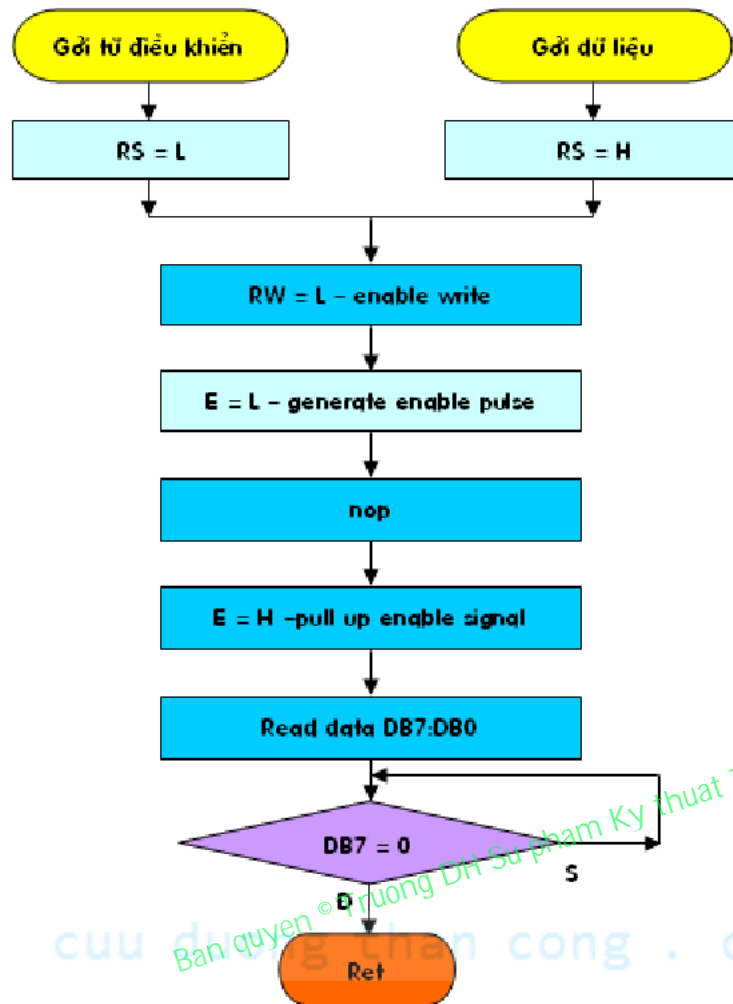 Gởi từ điều khiển
Gởi dữ liệu
RS = L
RS = H
RW = L – enable write
E = L – generate enable pulse
nop
E = H –pull up enable signal
Read data DB7:DB0
DB7 = 0
S
Đ
Ret
Ban quyen © Truong DH Su pham Ky thuat
cuu duong than cong . c